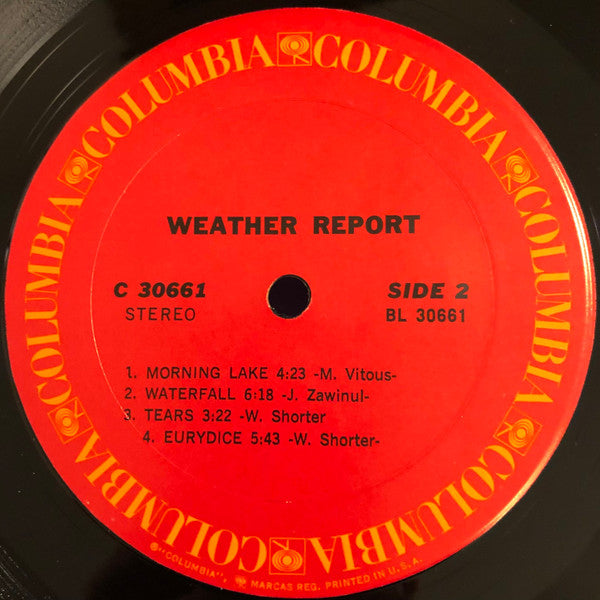 COLUMBIA COLUMBIA COLUMBIA COLUMBIA COLUMBIA COLUMBIA COLUMBIA COLUMBIA
WEATHER REPORT
C 30661 SIDE 2
STEREO BL 30661
1. MORNING LAKE 4:23 -M. Vitous-
2. WATERFALL 6:18 -J. Zawinul-
3. TEARS 3:22 -W. Shorter
4. EURYDICE 5:43 -W. Shorter-
®"COLUMBIA", MARCAS REG. PRINTED IN U.S.A.